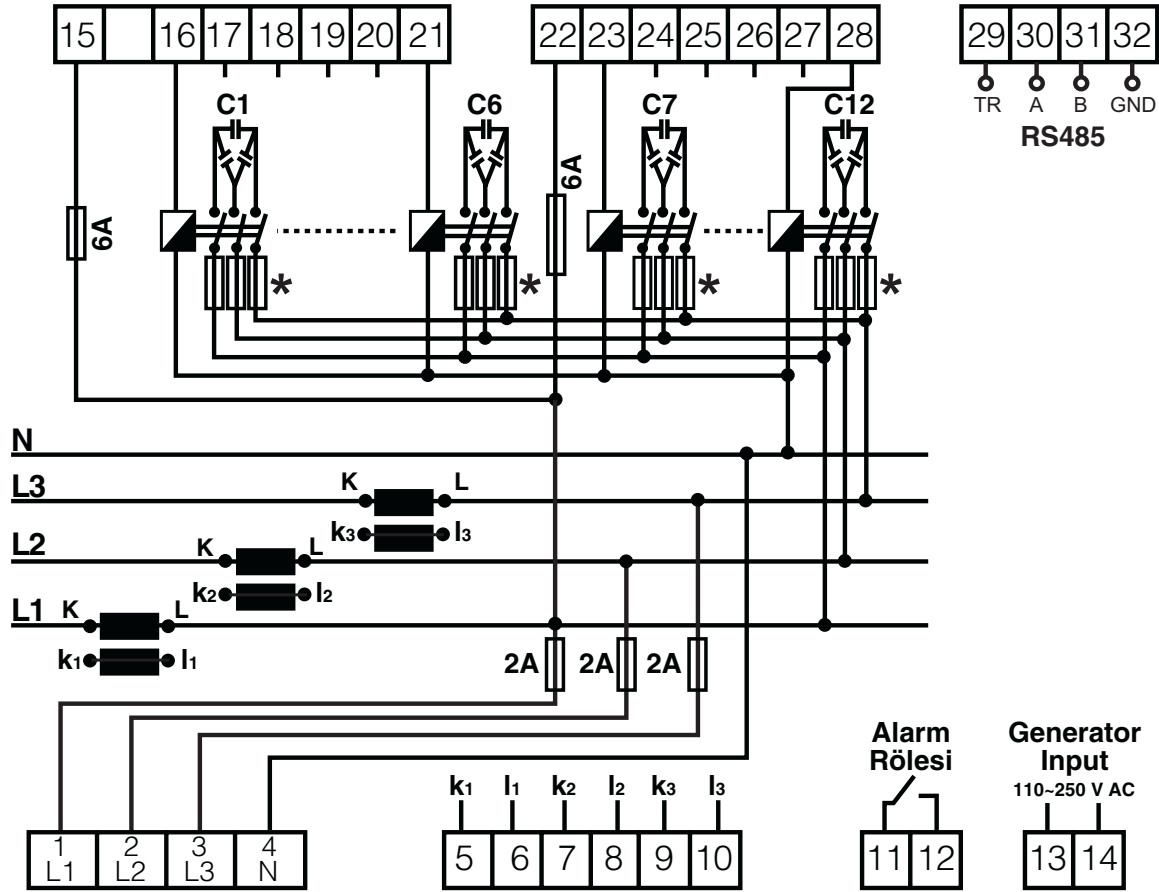 15 16 17 18 19 20 21 22 23 24 25 26 27 28 29 30 31 32
TR A B GND
RS485
C1 C6 C7 C12
6A 6A
* * * *
N
L3 K L
k3 l3
L2 K L
k2 l2
L1 K L
k1 l1
2A 2A 2A
Alarm
Rölesi
Generator
Input
110~250 V AC
k1 l1 k2 l2 k3 l3
1 2 3 4
L1 L2 L3 N
5 6 7 8 9 10
11 12
13 14